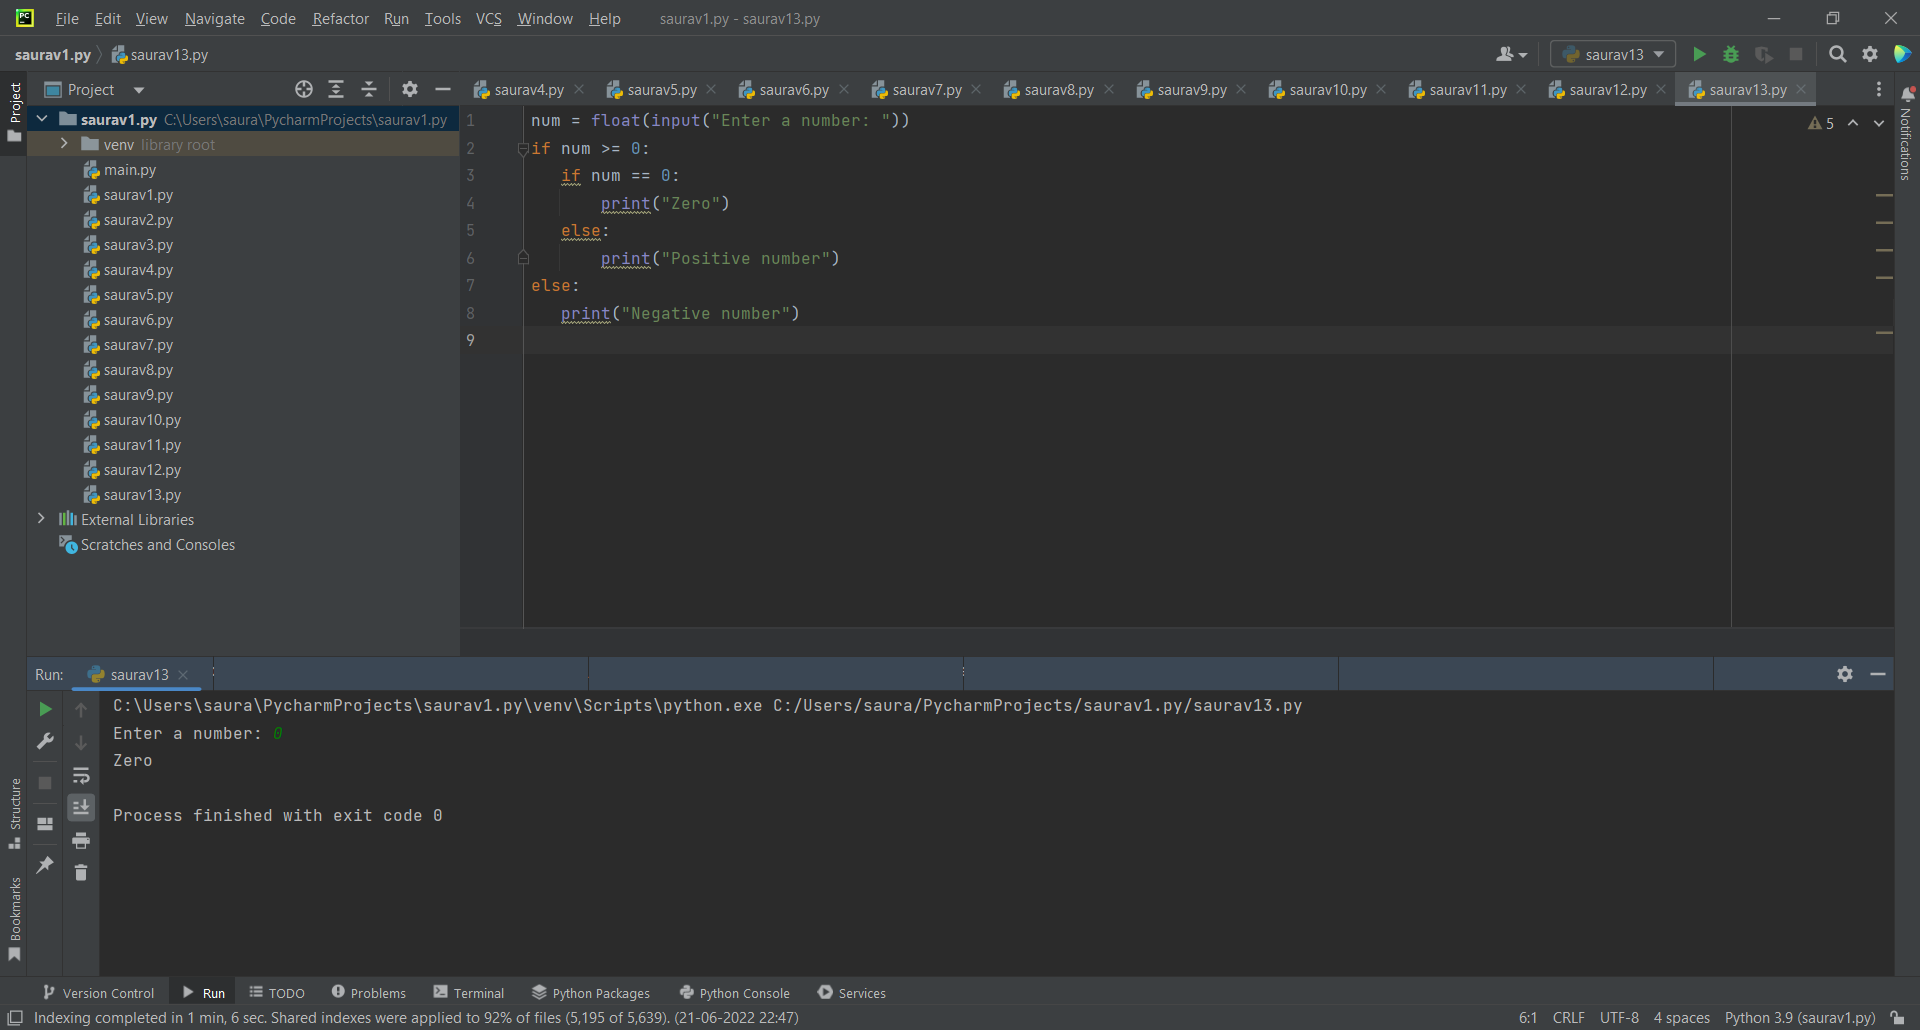 PC
File Edit View Navigate Code Refactor Run Tools VCS Window Help saurav1.py - saurav13.py
saurav1.py saurav13.py
saurav13
Project
Project
saurav4.py saurav5.py saurav6.py saurav7.py saurav8.py saurav9.py saurav10.py saurav11.py saurav12.py saurav13.py
Notifications
saurav1.py C:\Users\saura\PycharmProjects\saurav1.py
venv library root
main.py
saurav1.py
saurav2.py
saurav3.py
saurav4.py
saurav5.py
saurav6.py
saurav7.py
saurav8.py
saurav9.py
saurav10.py
saurav11.py
saurav12.py
saurav13.py
External Libraries
Scratches and Consoles
1 num = float(input("Enter a number: "))
5
2 if num >= 0:
3     if num == 0:
4         print("Zero")
5     else:
6         print("Positive number")
7 else:
8     print("Negative number")
9
Run: saurav13
C:\Users\saura\PycharmProjects\saurav1.py\venv\Scripts\python.exe C:/Users/saura/PycharmProjects/saurav1.py/saurav13.py
Enter a number: 0
Zero
Process finished with exit code 0
Structure
Bookmarks
Version Control Run TODO Problems Terminal Python Packages Python Console Services
Indexing completed in 1 min, 6 sec. Shared indexes were applied to 92% of files (5,195 of 5,639). (21-06-2022 22:47)
6:1 CRLF UTF-8 4 spaces Python 3.9 (saurav1.py)